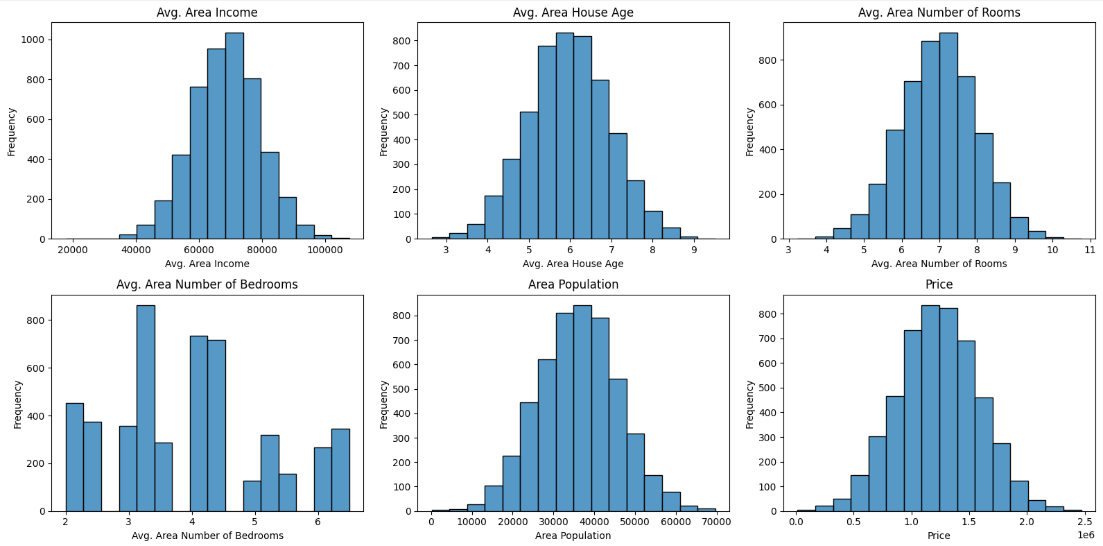 Avg. Area Income
Avg. Area House Age
Avg. Area Number of Rooms
Frequency
1000
800
600
400
200
0
20000 40000 60000 80000 100000
Avg. Area Income
Frequency
800
700
600
500
400
300
200
100
0
3 4 5 6 7 8 9
Avg. Area House Age
Frequency
800
600
400
200
0
3 4 5 6 7 8 9 10 11
Avg. Area Number of Rooms
Avg. Area Number of Bedrooms
Area Population
Price
Frequency
800
600
400
200
0
2 3 4 5 6
Avg. Area Number of Bedrooms
Frequency
800
700
600
500
400
300
200
100
0
0 10000 20000 30000 40000 50000 60000 70000
Area Population
Frequency
800
700
600
500
400
300
200
100
0
0.0 0.5 1.0 1.5 2.0 2.5
1e6
Price